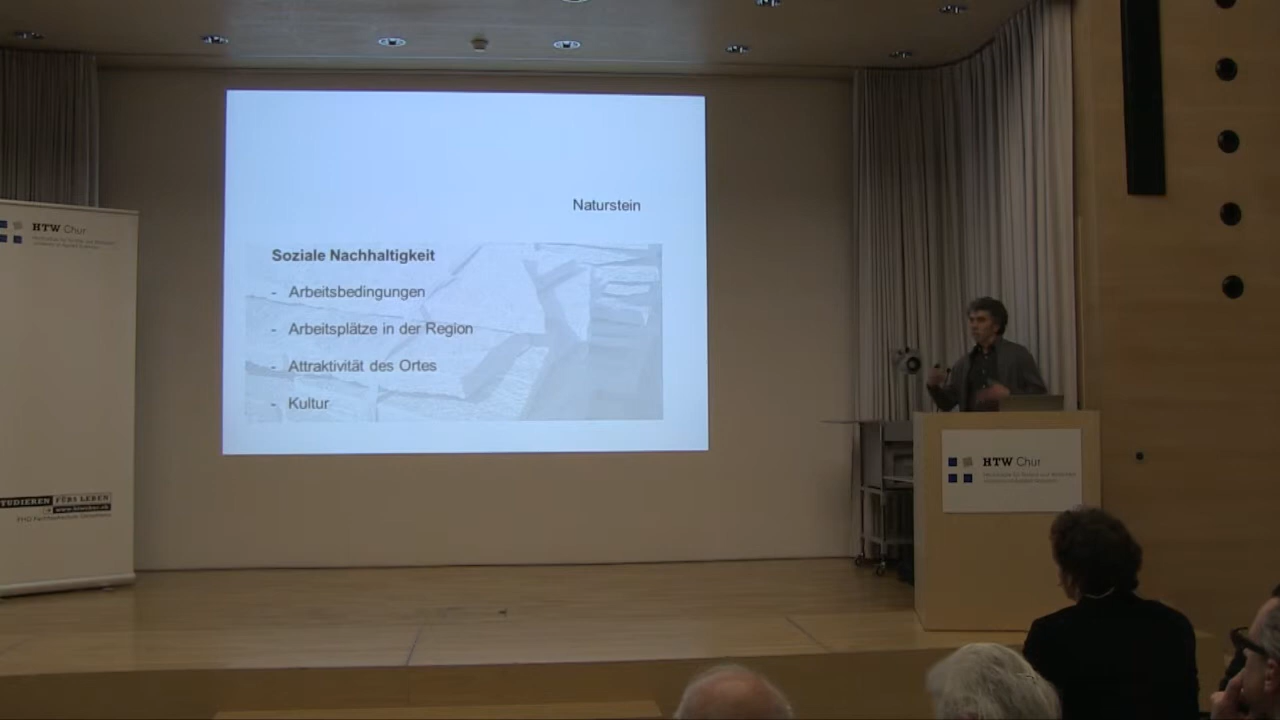 Naturstein
Soziale Nachhaltigkeit
- Arbeitsbedingungen
- Arbeitsplätze in der Region
- Attraktivität des Ortes
- Kultur
HTW Chur
STUDIEREN FÜRS LEBEN
HTW Chur